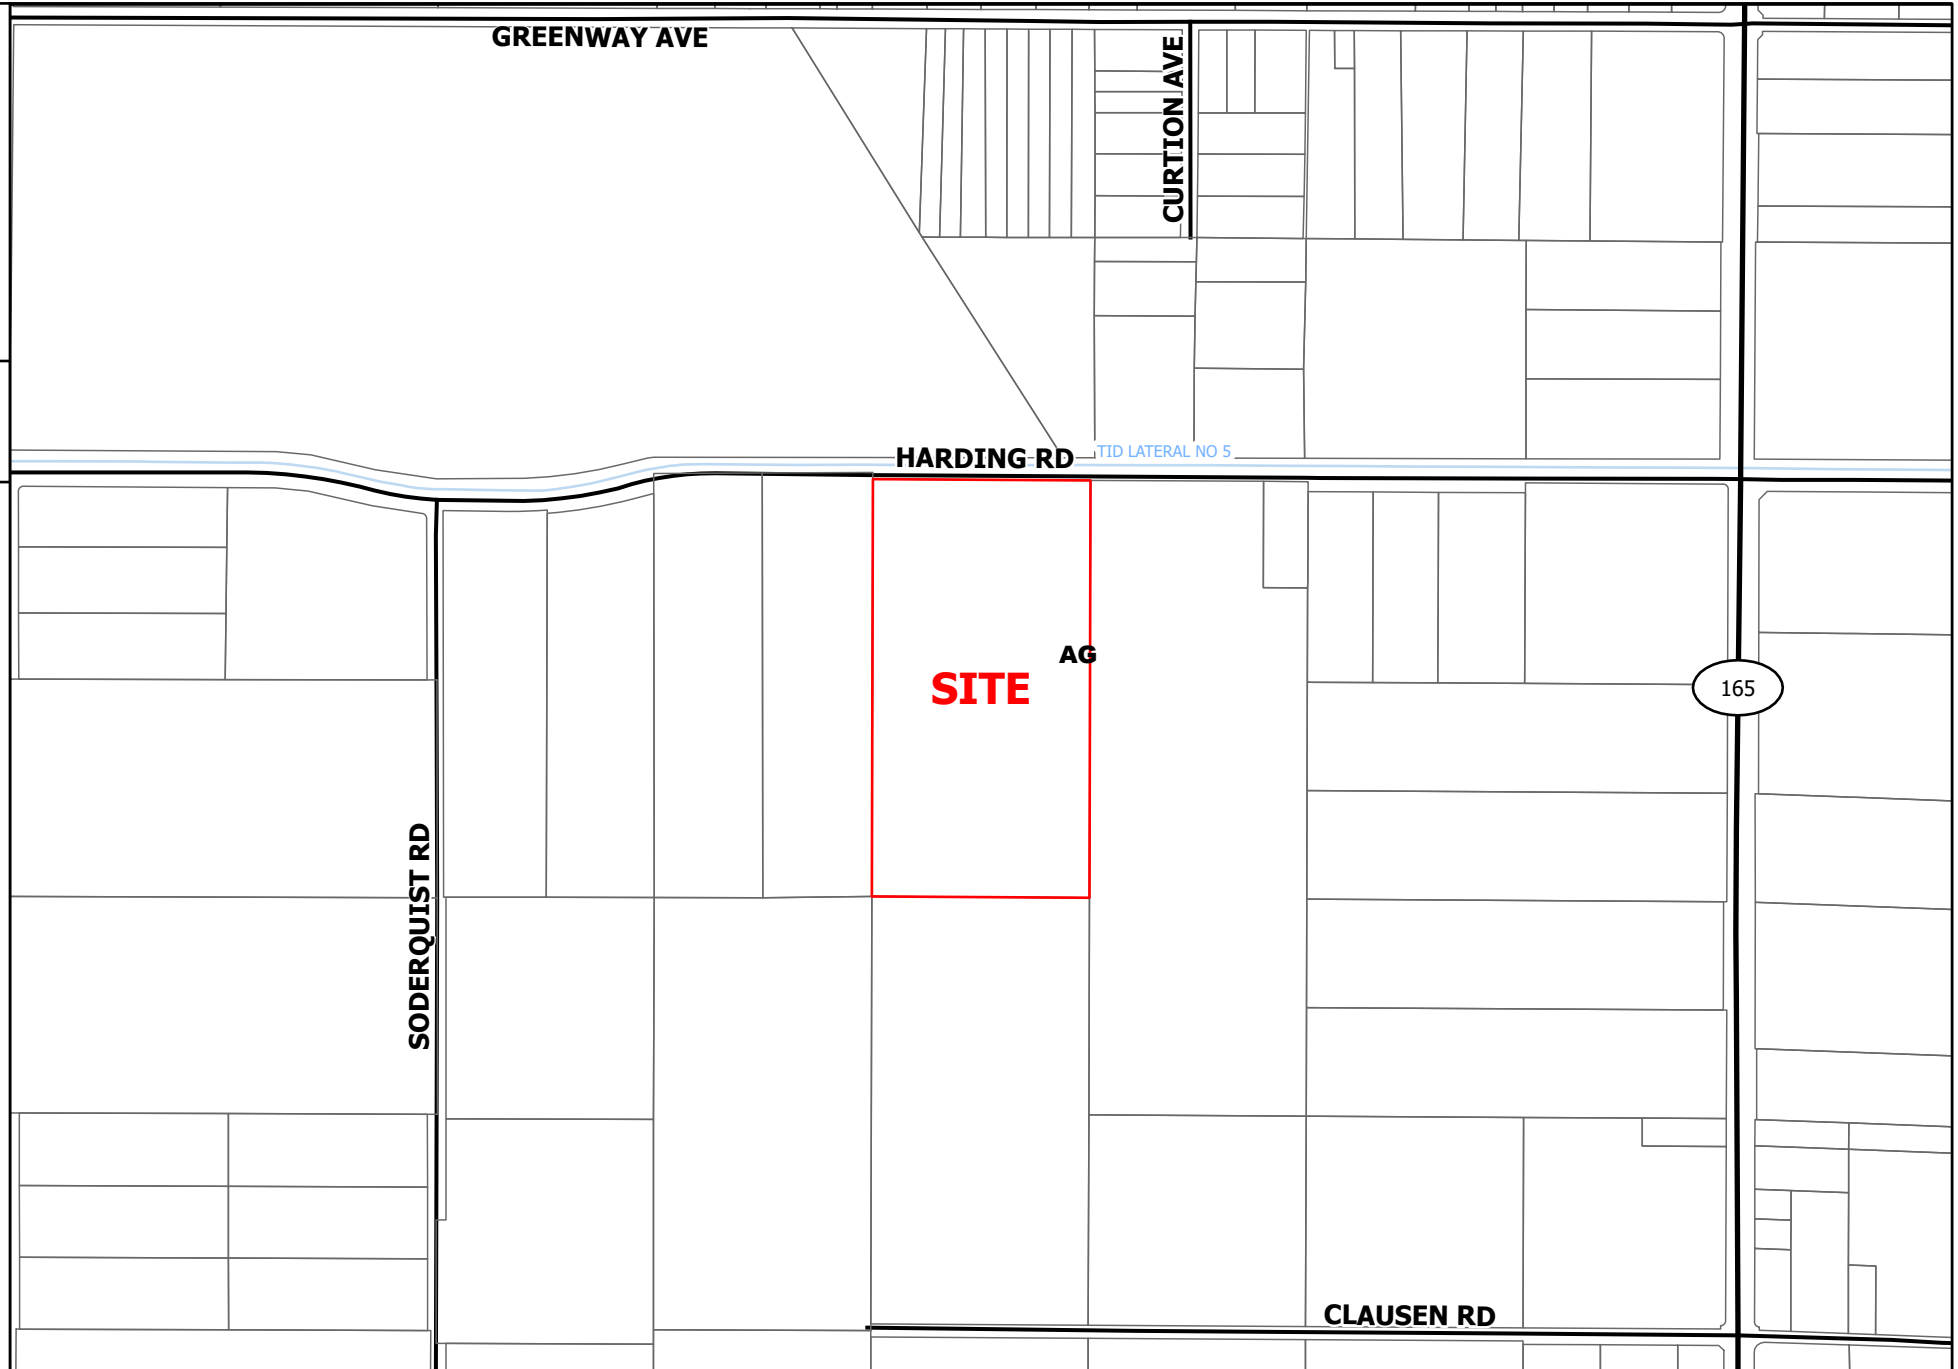 GREENWAY AVE
CURTION AVE
HARDING RD
TID LATERAL NO 5
AG
SITE
165
SODERQUIST RD
CLAUSEN RD